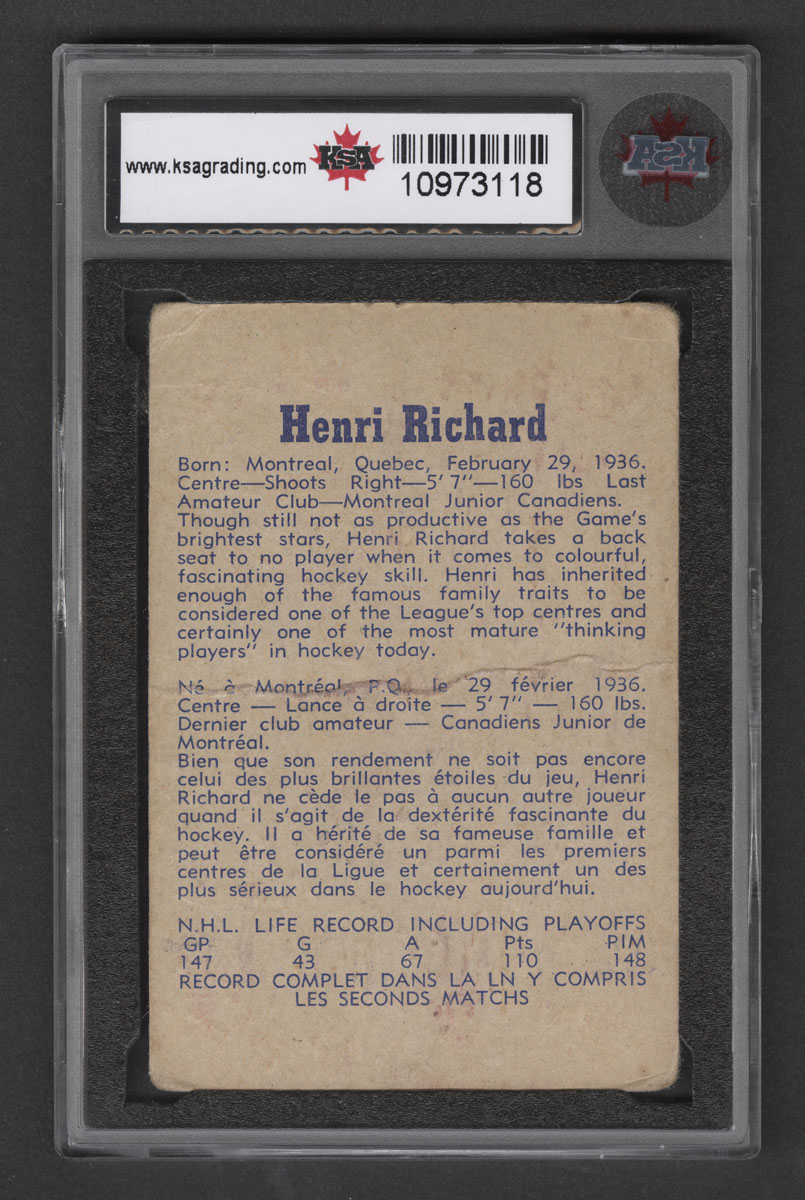 www.ksagrading.com
KSA
10973118
KSA
Henri Richard
Born: Montreal, Quebec, February 29, 1936.
Centre—Shoots Right—5' 7"—160 lbs Last
Amateur Club—Montreal Junior Canadiens.
Though still not as productive as the Game's
brightest stars, Henri Richard takes a back
seat to no player when it comes to colourful,
fascinating hockey skill. Henri has inherited
enough of the famous family traits to be
considered one of the League's top centres and
certainly one of the most mature "thinking
players" in hockey today.
Né à Montréal, P.Q., le 29 février 1936.
Centre — Lance à droite — 5' 7" — 160 lbs.
Dernier club amateur — Canadiens Junior de
Montréal.
Bien que son rendement ne soit pas encore
celui des plus brillantes étoiles du jeu, Henri
Richard ne cède le pas à aucun autre joueur
quand il s'agit de la dextérité fascinante du
hockey. Il a hérité de sa fameuse famille et
peut être considéré un parmi les premiers
centres de la Ligue et certainement un des
plus sérieux dans le hockey aujourd'hui.
N.H.L. LIFE RECORD INCLUDING PLAYOFFS
GP G A Pts PIM
147 43 67 110 148
RECORD COMPLET DANS LA LN Y COMPRIS
LES SECONDS MATCHS